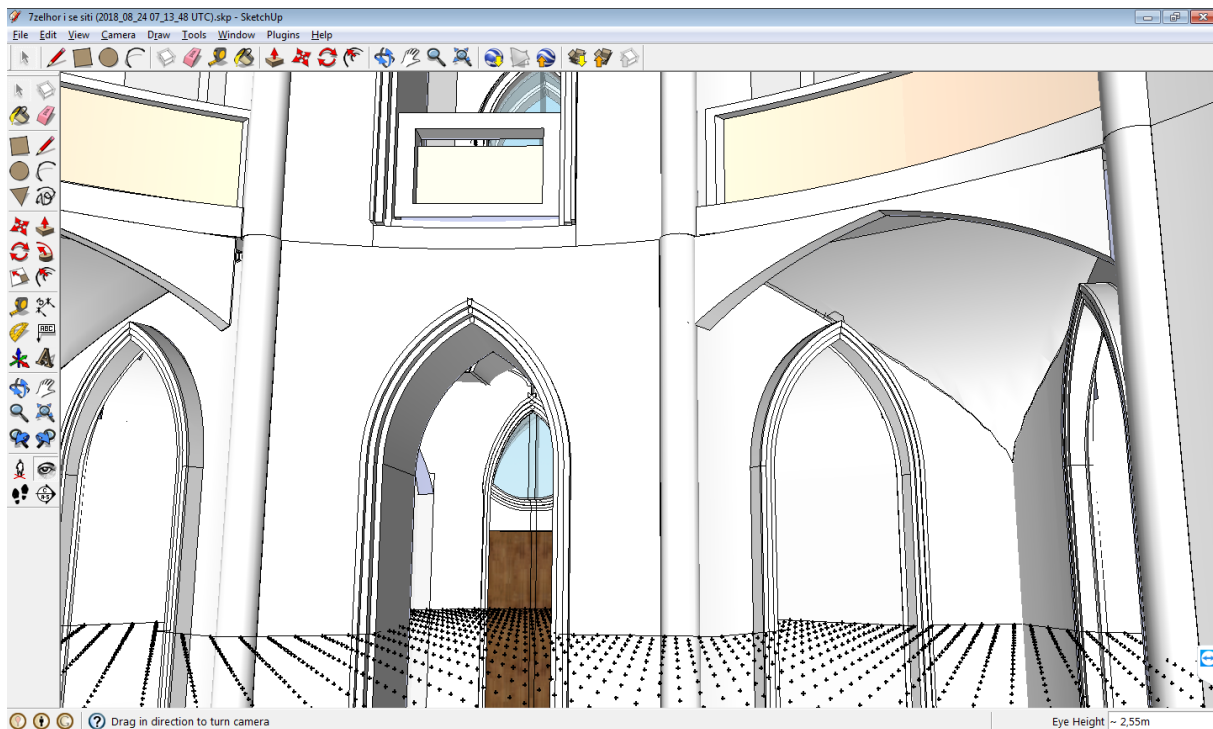 7zelhor i se siti (2018_08_24 07_13_48 UTC).skp - SketchUp
File Edit View Camera Draw Tools Window Plugins Help
ABC
Drag in direction to turn camera
Eye Height ~ 2,55m